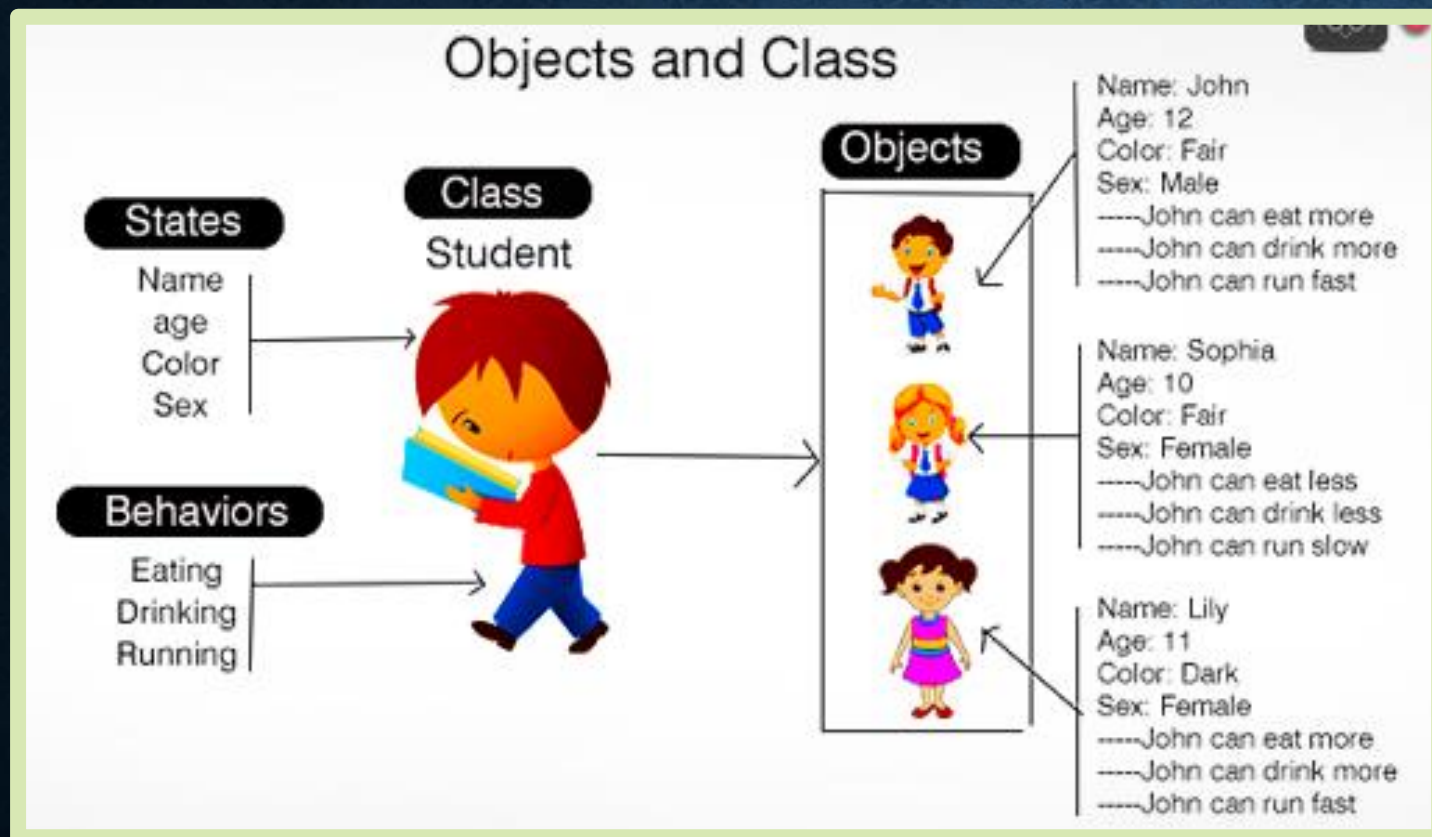 Objects and Class
States
Name
age
Color
Sex
Behaviors
Eating
Drinking
Running
Class
Student
Objects
Name: John
Age: 12
Color: Fair
Sex: Male
-----John can eat more
-----John can drink more
-----John can run fast
Name: Sophia
Age: 10
Color: Fair
Sex: Female
-----John can eat less
-----John can drink less
-----John can run slow
Name: Lily
Age: 11
Color: Dark
Sex: Female
-----John can eat more
-----John can drink more
-----John can run fast